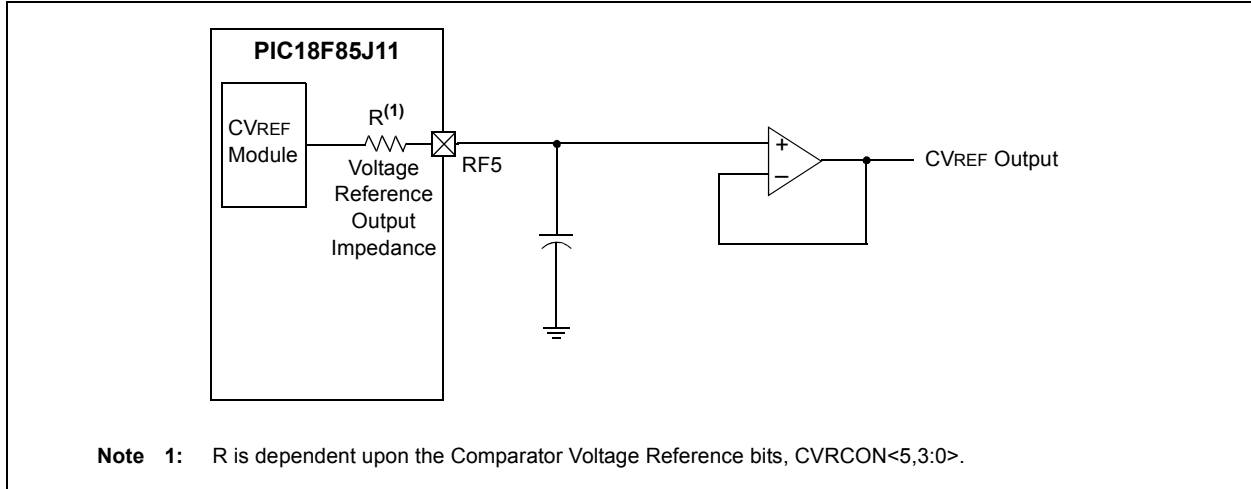 PIC18F85J11
CVREF
Module
R(1)
Voltage
Reference
Output
Impedance
RF5
+
–
CVREF Output
Note 1: R is dependent upon the Comparator Voltage Reference bits, CVRCON<5,3:0>.